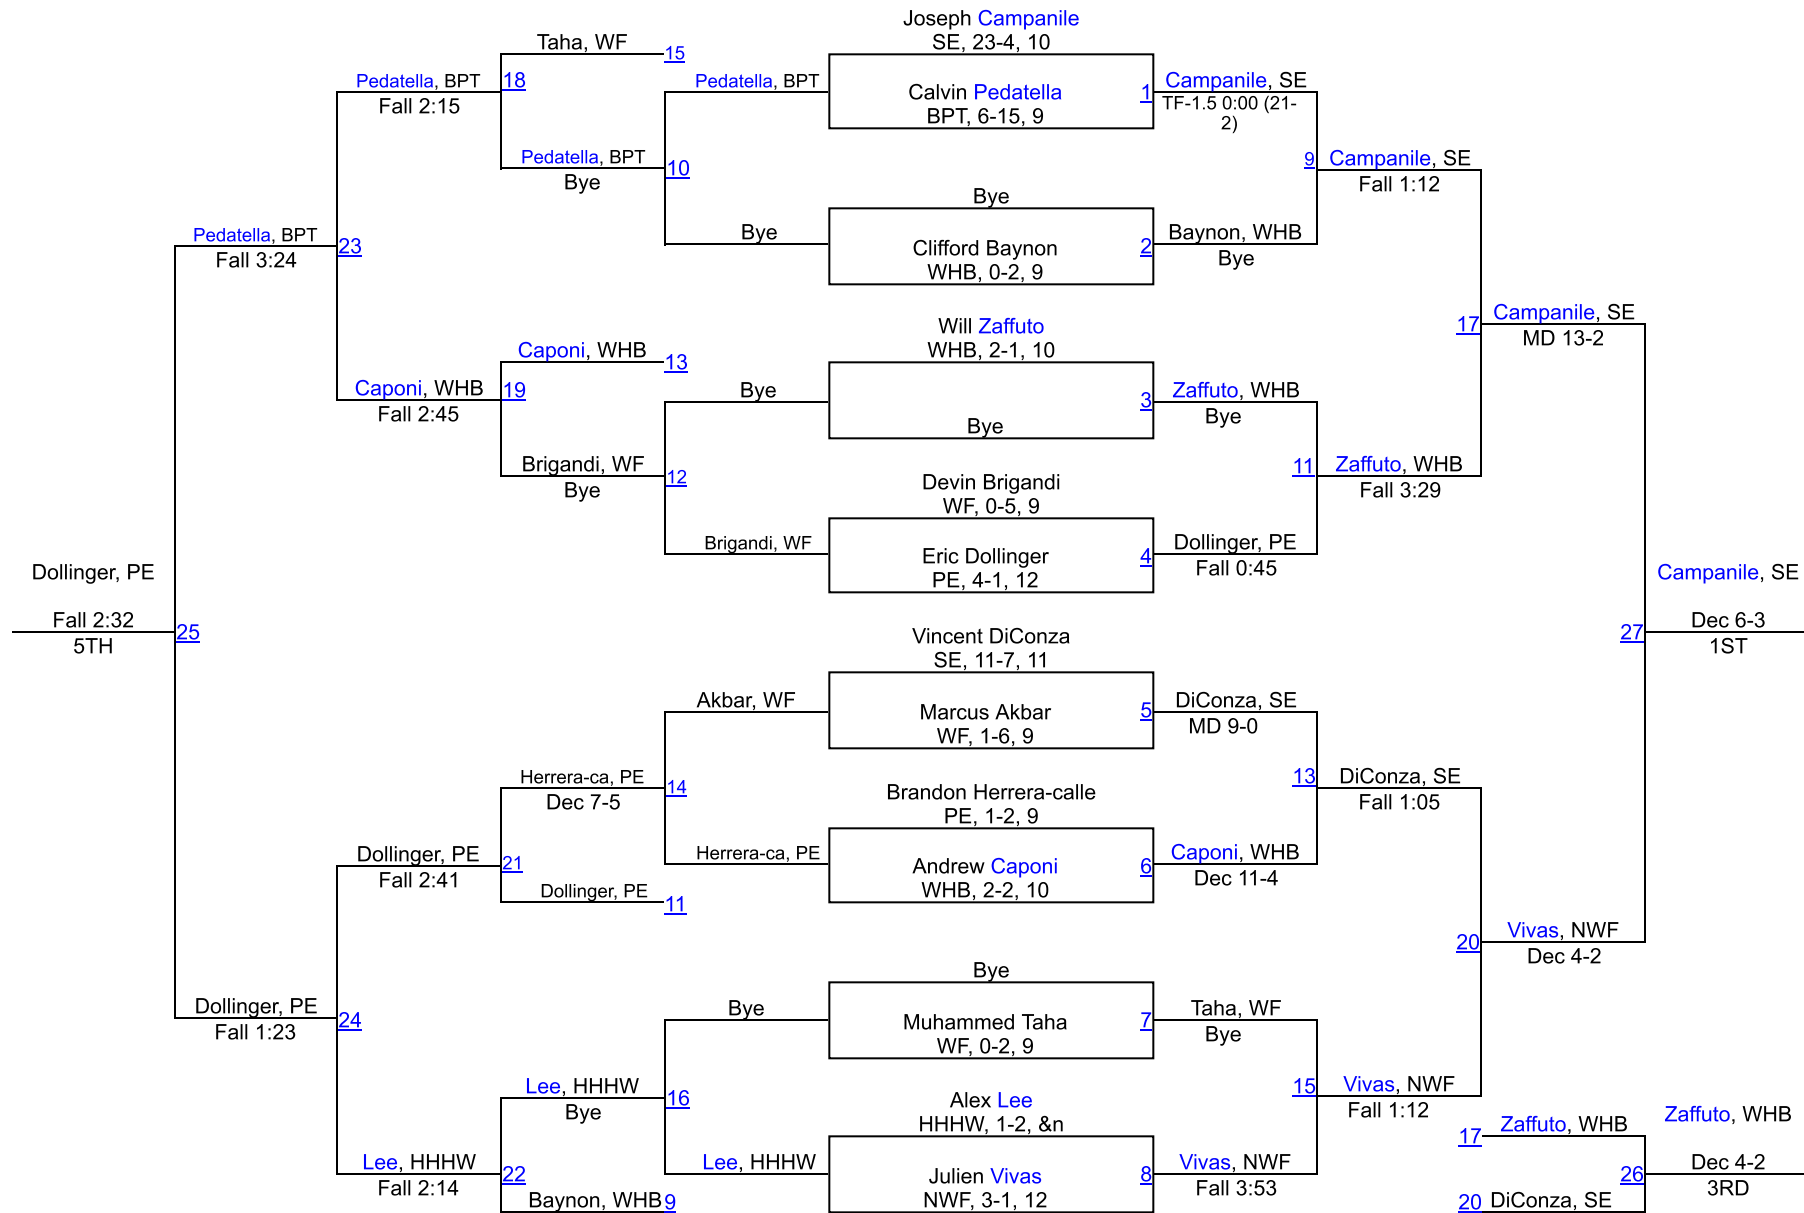 Joseph Campanile
SE, 23-4, 10
Taha, WF
15
Pedatella, BPT
18
Fall 2:15
Pedatella, BPT
Calvin Pedatella
BPT, 6-15, 9
1
Campanile, SE
TF-1.5 0:00 (21-
2)
Pedatella, BPT
Bye
10
9
Campanile, SE
Fall 1:12
Bye
Bye
Clifford Baynon
WHB, 0-2, 9
2
Baynon, WHB
Bye
Pedatella, BPT
Fall 3:24
23
Will Zaffuto
WHB, 2-1, 10
17
Campanile, SE
MD 13-2
Caponi, WHB
13
Caponi, WHB
Fall 2:45
19
Bye
Bye
3
Zaffuto, WHB
Bye
Brigandi, WF
Bye
12
Devin Brigandi
WF, 0-5, 9
11
Zaffuto, WHB
Fall 3:29
Brigandi, WF
Eric Dollinger
PE, 4-1, 12
4
Dollinger, PE
Fall 0:45
Dollinger, PE
Fall 2:32
5TH
25
Campanile, SE
27
Dec 6-3
1ST
Vincent DiConza
SE, 11-7, 11
Akbar, WF
Marcus Akbar
WF, 1-6, 9
5
DiConza, SE
MD 9-0
Herrera-ca, PE
Dec 7-5
14
Brandon Herrera-calle
PE, 1-2, 9
13
DiConza, SE
Fall 1:05
Dollinger, PE
Fall 2:41
21
Herrera-ca, PE
Andrew Caponi
WHB, 2-2, 10
6
Caponi, WHB
Dec 11-4
Dollinger, PE
11
20
Vivas, NWF
Dec 4-2
Bye
Dollinger, PE
Fall 1:23
24
Bye
Muhammed Taha
WF, 0-2, 9
7
Taha, WF
Bye
Lee, HHHW
Bye
16
Alex Lee
HHHW, 1-2, &n
15
Vivas, NWF
Fall 1:12
Lee, HHHW
Fall 2:14
22
Lee, HHHW
Julien Vivas
NWF, 3-1, 12
8
Vivas, NWF
Fall 3:53
Baynon, WHB
9
17
Zaffuto, WHB
Zaffuto, WHB
26
Dec 4-2
3RD
20
DiConza, SE